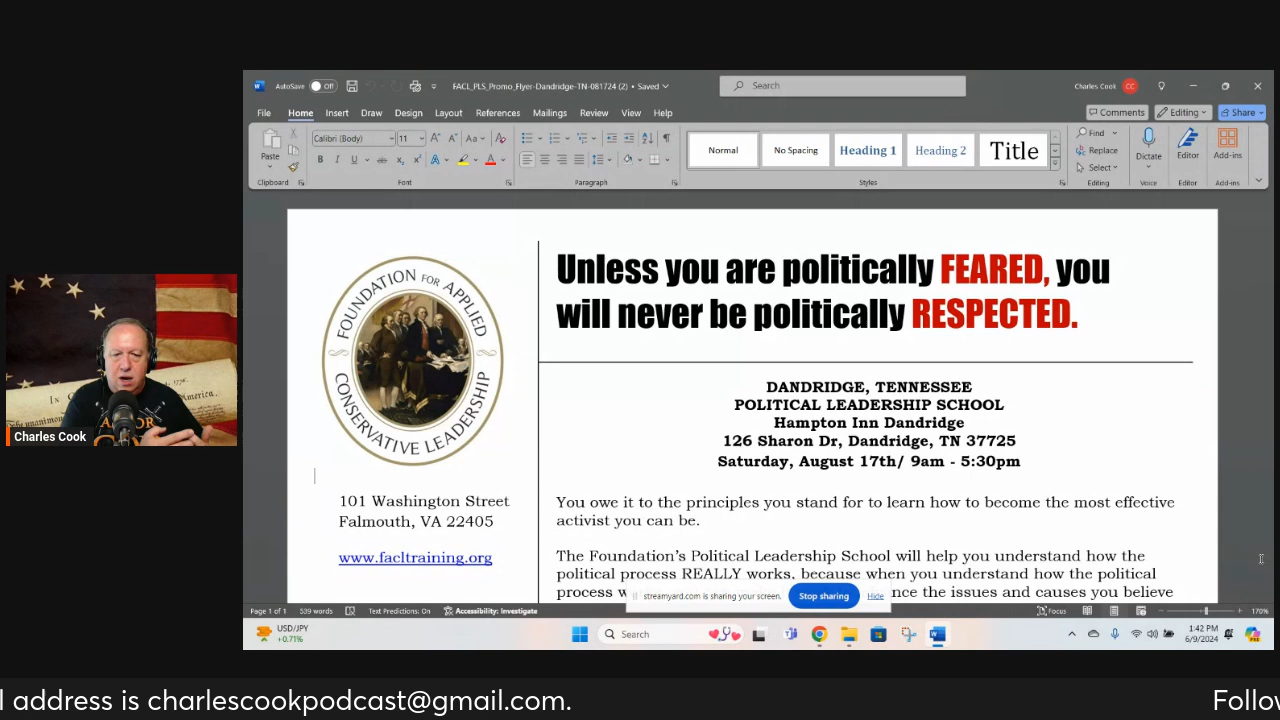 AutoSave Off
FACL_PLS_Promo_Flyer-Dandridge-TN-081724 (2) • Saved
Search
Charles Cook CC
File Home Insert Draw Design Layout References Mailings Review View Help
Comments Editing Share
Paste
Clipboard
Calibri (Body) 11
Font
Paragraph
Normal
No Spacing
Heading 1
Heading 2
Title
Styles
Find
Replace
Select
Editing
Dictate
Voice
Editor
Editor
Add-ins
Add-ins
FOUNDATION FOR APPLIED
CONSERVATIVE LEADERSHIP
101 Washington Street
Falmouth, VA 22405
www.facltraining.org
Unless you are politically FEARED, you
will never be politically RESPECTED.
DANDRIDGE, TENNESSEE
POLITICAL LEADERSHIP SCHOOL
Hampton Inn Dandridge
126 Sharon Dr, Dandridge, TN 37725
Saturday, August 17th/ 9am - 5:30pm
You owe it to the principles you stand for to learn how to become the most effective
activist you can be.
The Foundation's Political Leadership School will help you understand how the
political process REALLY works, because when you understand how the political
process nce the issues and causes you believe
streamyard.com is sharing your screen. Stop sharing Hide
Page 1 of 1 539 words Text Predictions: On Accessibility: Investigate
Focus 170%
USD/JPY
+0.71%
Search
1:42 PM
6/9/2024
Charles Cook
l address is charlescookpodcast@gmail.com.
Follov